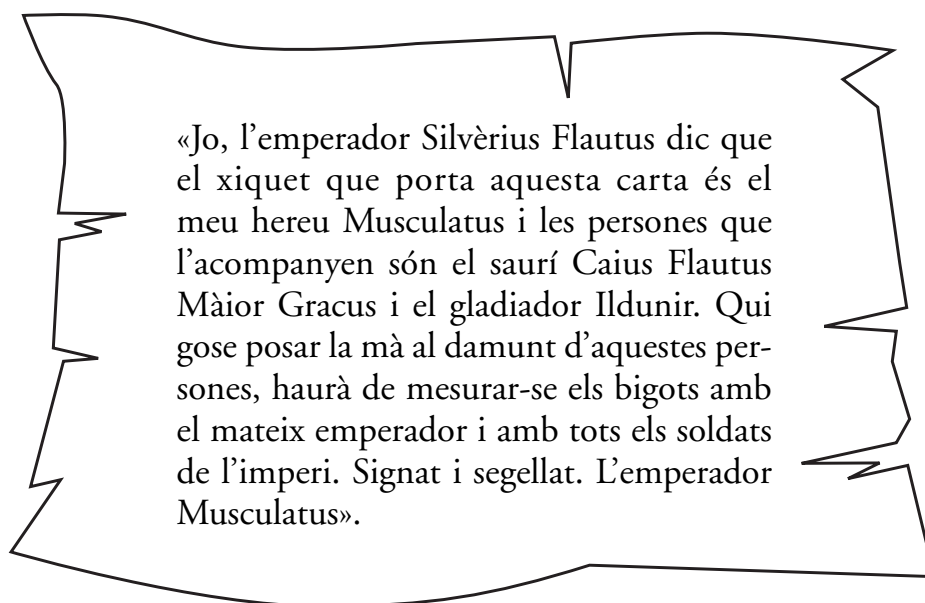 «Jo, l’emperador Silvèrius Flautus dic que
el xiquet que porta aquesta carta és el
meu hereu Musculatus i les persones que
l’acompanyen són el saurí Caius Flautus
Màior Gracus i el gladiador Ildunir. Qui
gose posar la mà al damunt d’aquestes per-
sones, haurà de mesurar-se els bigots amb
el mateix emperador i amb tots els soldats
de l’imperi. Signat i segellat. L’emperador
Musculatus».